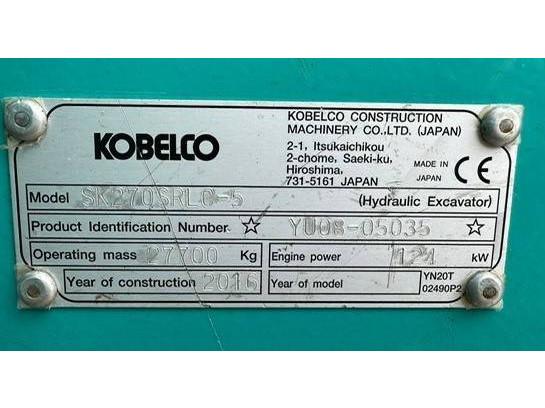 KOBELCO
KOBELCO CONSTRUCTION
MACHINERY CO.,LTD. (JAPAN)
2-1, Itsukaichikou
2-chome, Saeki-ku,
Hiroshima,
731-5161 JAPAN
MADE IN
JAPAN
CE
Model SK270SRLC-5 (Hydraulic Excavator)
Product Identification Number ☆ YU08-05035 ☆
Operating mass 27700 Kg Engine power 124 kW
Year of construction 2016 Year of model
YN20T
02490P2